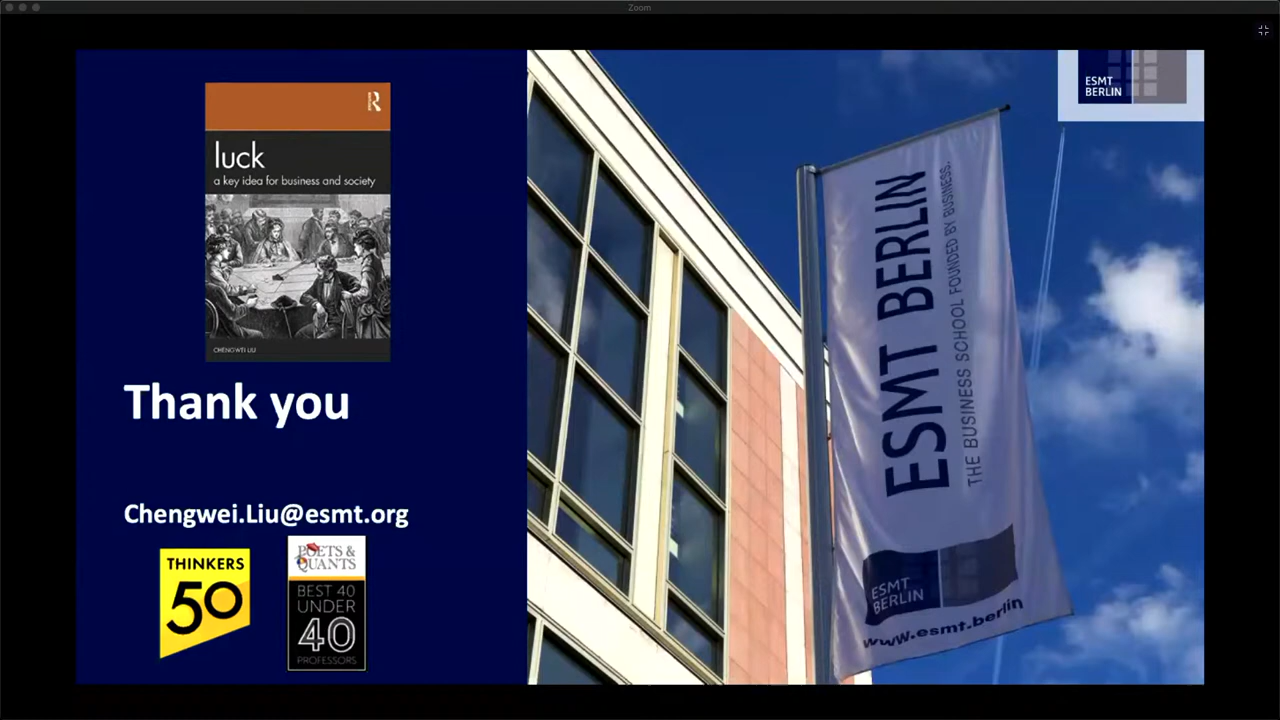 Zoom
R
luck
a key idea for business and society
CHENGWEI LIU
Thank you
Chengwei.Liu@esmt.org
THINKERS
50
POETS &
QUANTS
BEST 40
UNDER
40
PROFESSORS
ESMT
BERLIN
ESMT BERLIN
THE BUSINESS SCHOOL FOUNDED BY BUSINESS.
ESMT
BERLIN
www.esmt.berlin